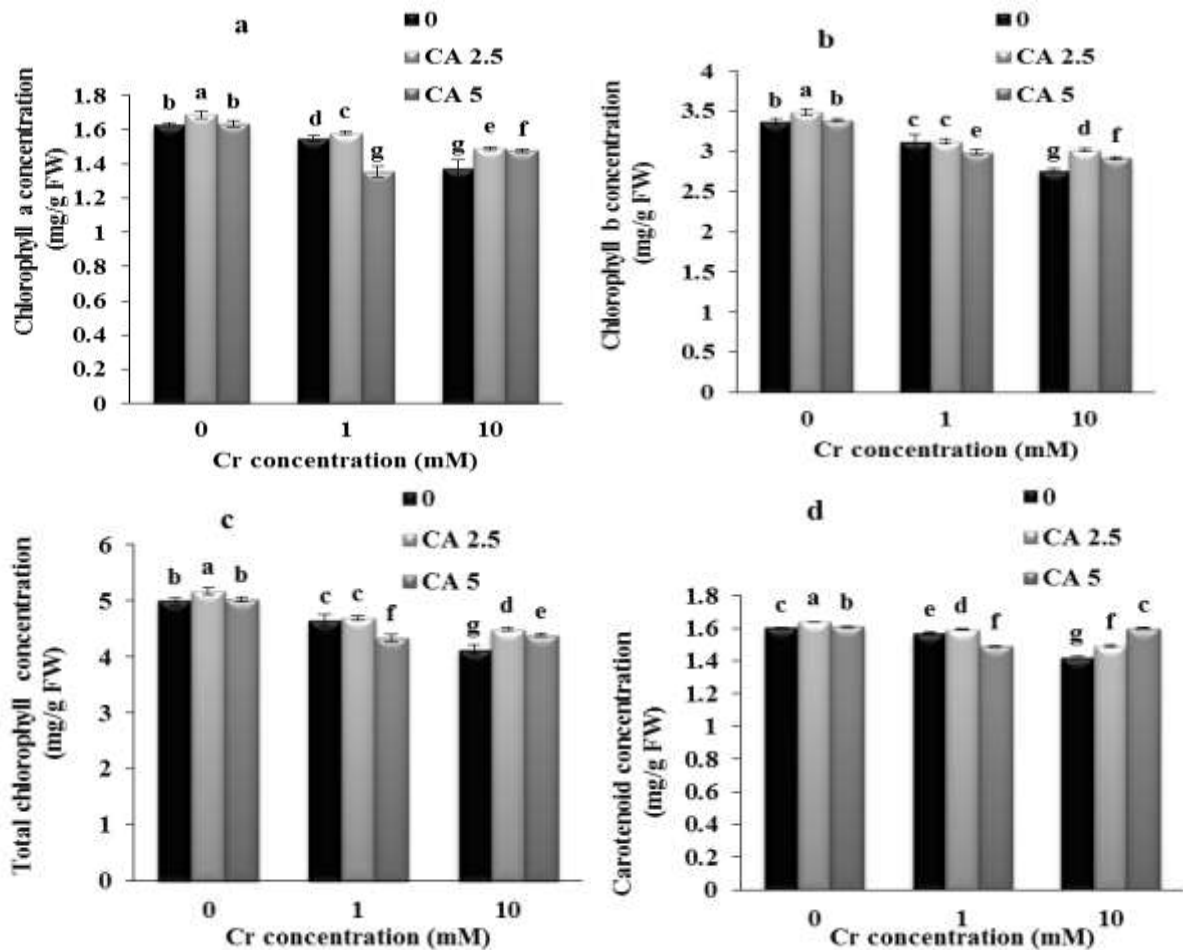 a
0
CA 2.5
CA 5
Chlorophyll a concentration
(mg/g FW)
1.8
1.6
1.4
1.2
1
0.8
0.6
0.4
0.2
0
b a b
d c g
g e f
0 1 10
Cr concentration (mM)
b
0
CA 2.5
CA 5
Chlorophyll b concentration
(mg/g FW)
4
3.5
3
2.5
2
1.5
1
0.5
0
b a b
c c e
g d f
0 1 10
Cr concentration (mM)
c
0
CA 2.5
CA 5
Total chlorophyll concentration
(mg/g FW)
6
5
4
3
2
1
0
b a b
c c f
g d e
0 1 10
Cr concentration (mM)
d
0
CA 2.5
CA 5
Carotenoid concentration
(mg/g FW)
1.8
1.6
1.4
1.2
1
0.8
0.6
0.4
0.2
0
c a b
e d f
g f c
0 1 10
Cr concentration (mM)